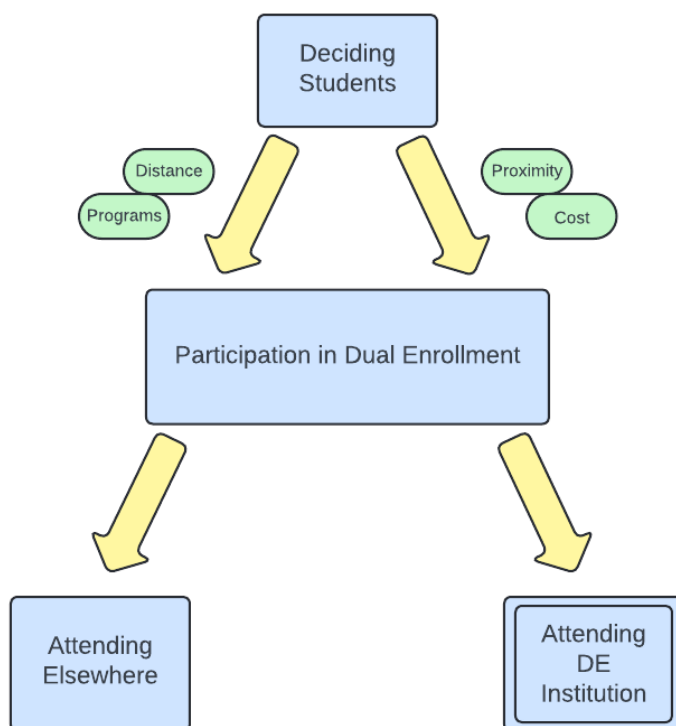 Deciding
Students
Distance
Programs
Proximity
Cost
Participation in Dual Enrollment
Attending
Elsewhere
Attending
DE
Institution